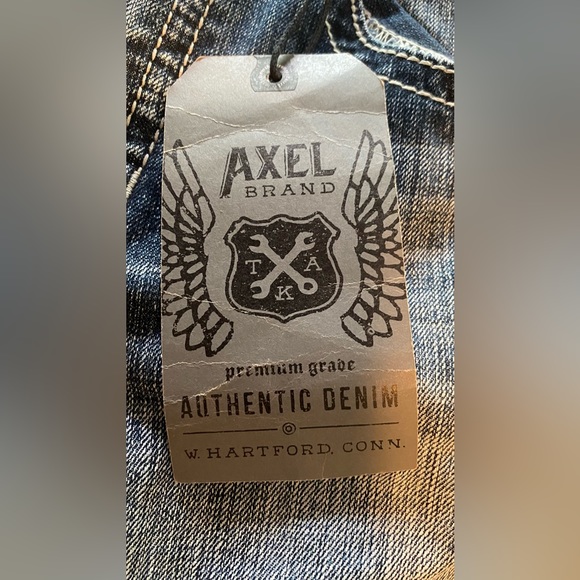 AXEL
BRAND
T A
K
premium grade
AUTHENTIC DENIM
W. HARTFORD, CONN.